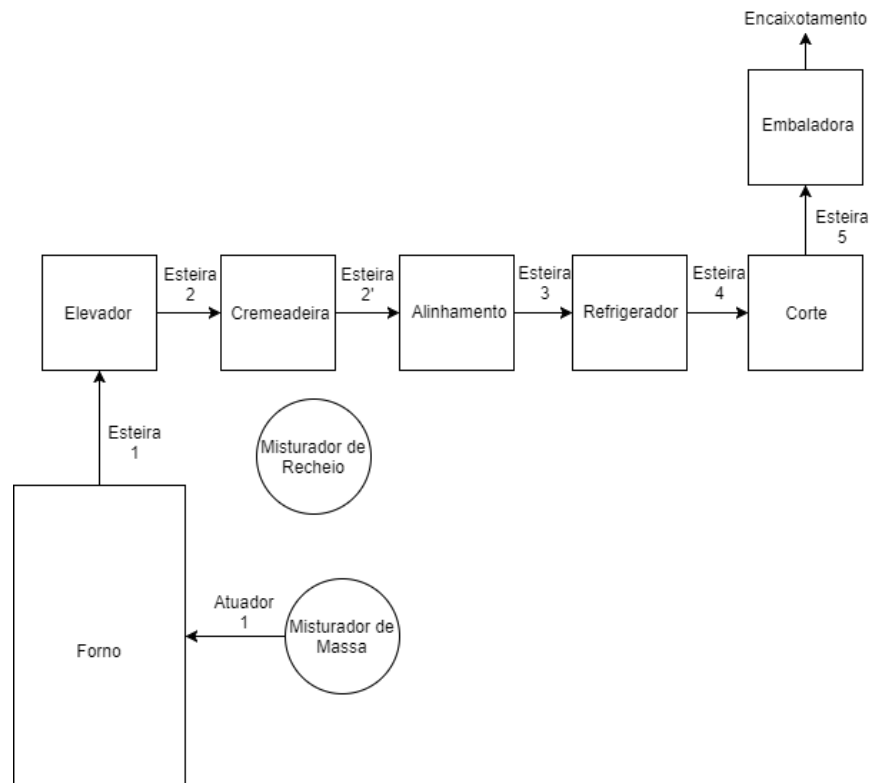 Encaixotamento
Embaladora
Esteira
5
Elevador
Esteira
2
Cremeadeira
Esteira
2'
Alinhamento
Esteira
3
Refrigerador
Esteira
4
Corte
Esteira
1
Misturador de
Recheio
Forno
Atuador
1
Misturador de
Massa